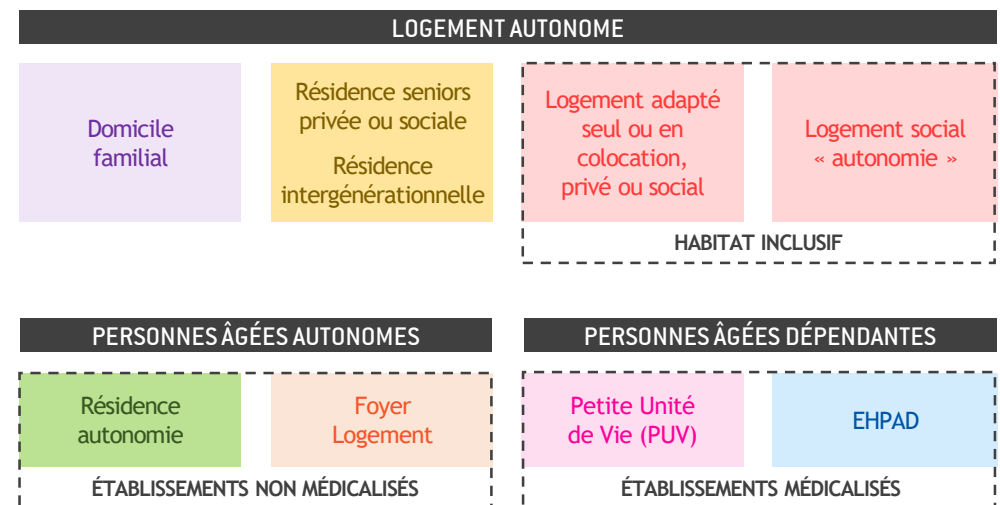 LOGEMENT AUTONOME
Domicile
familial
Résidence seniors
privée ou sociale
Résidence
intergénérationnelle
Logement adapté
seul ou en
colocation,
privé ou social
Logement social
« autonomie »
HABITAT INCLUSIF
PERSONNES ÂGÉES AUTONOMES
Résidence
autonomie
Foyer
Logement
ÉTABLISSEMENTS NON MÉDICALISÉS
PERSONNES ÂGÉES DÉPENDANTES
Petite Unité
de Vie (PUV)
EHPAD
ÉTABLISSEMENTS MÉDICALISÉS